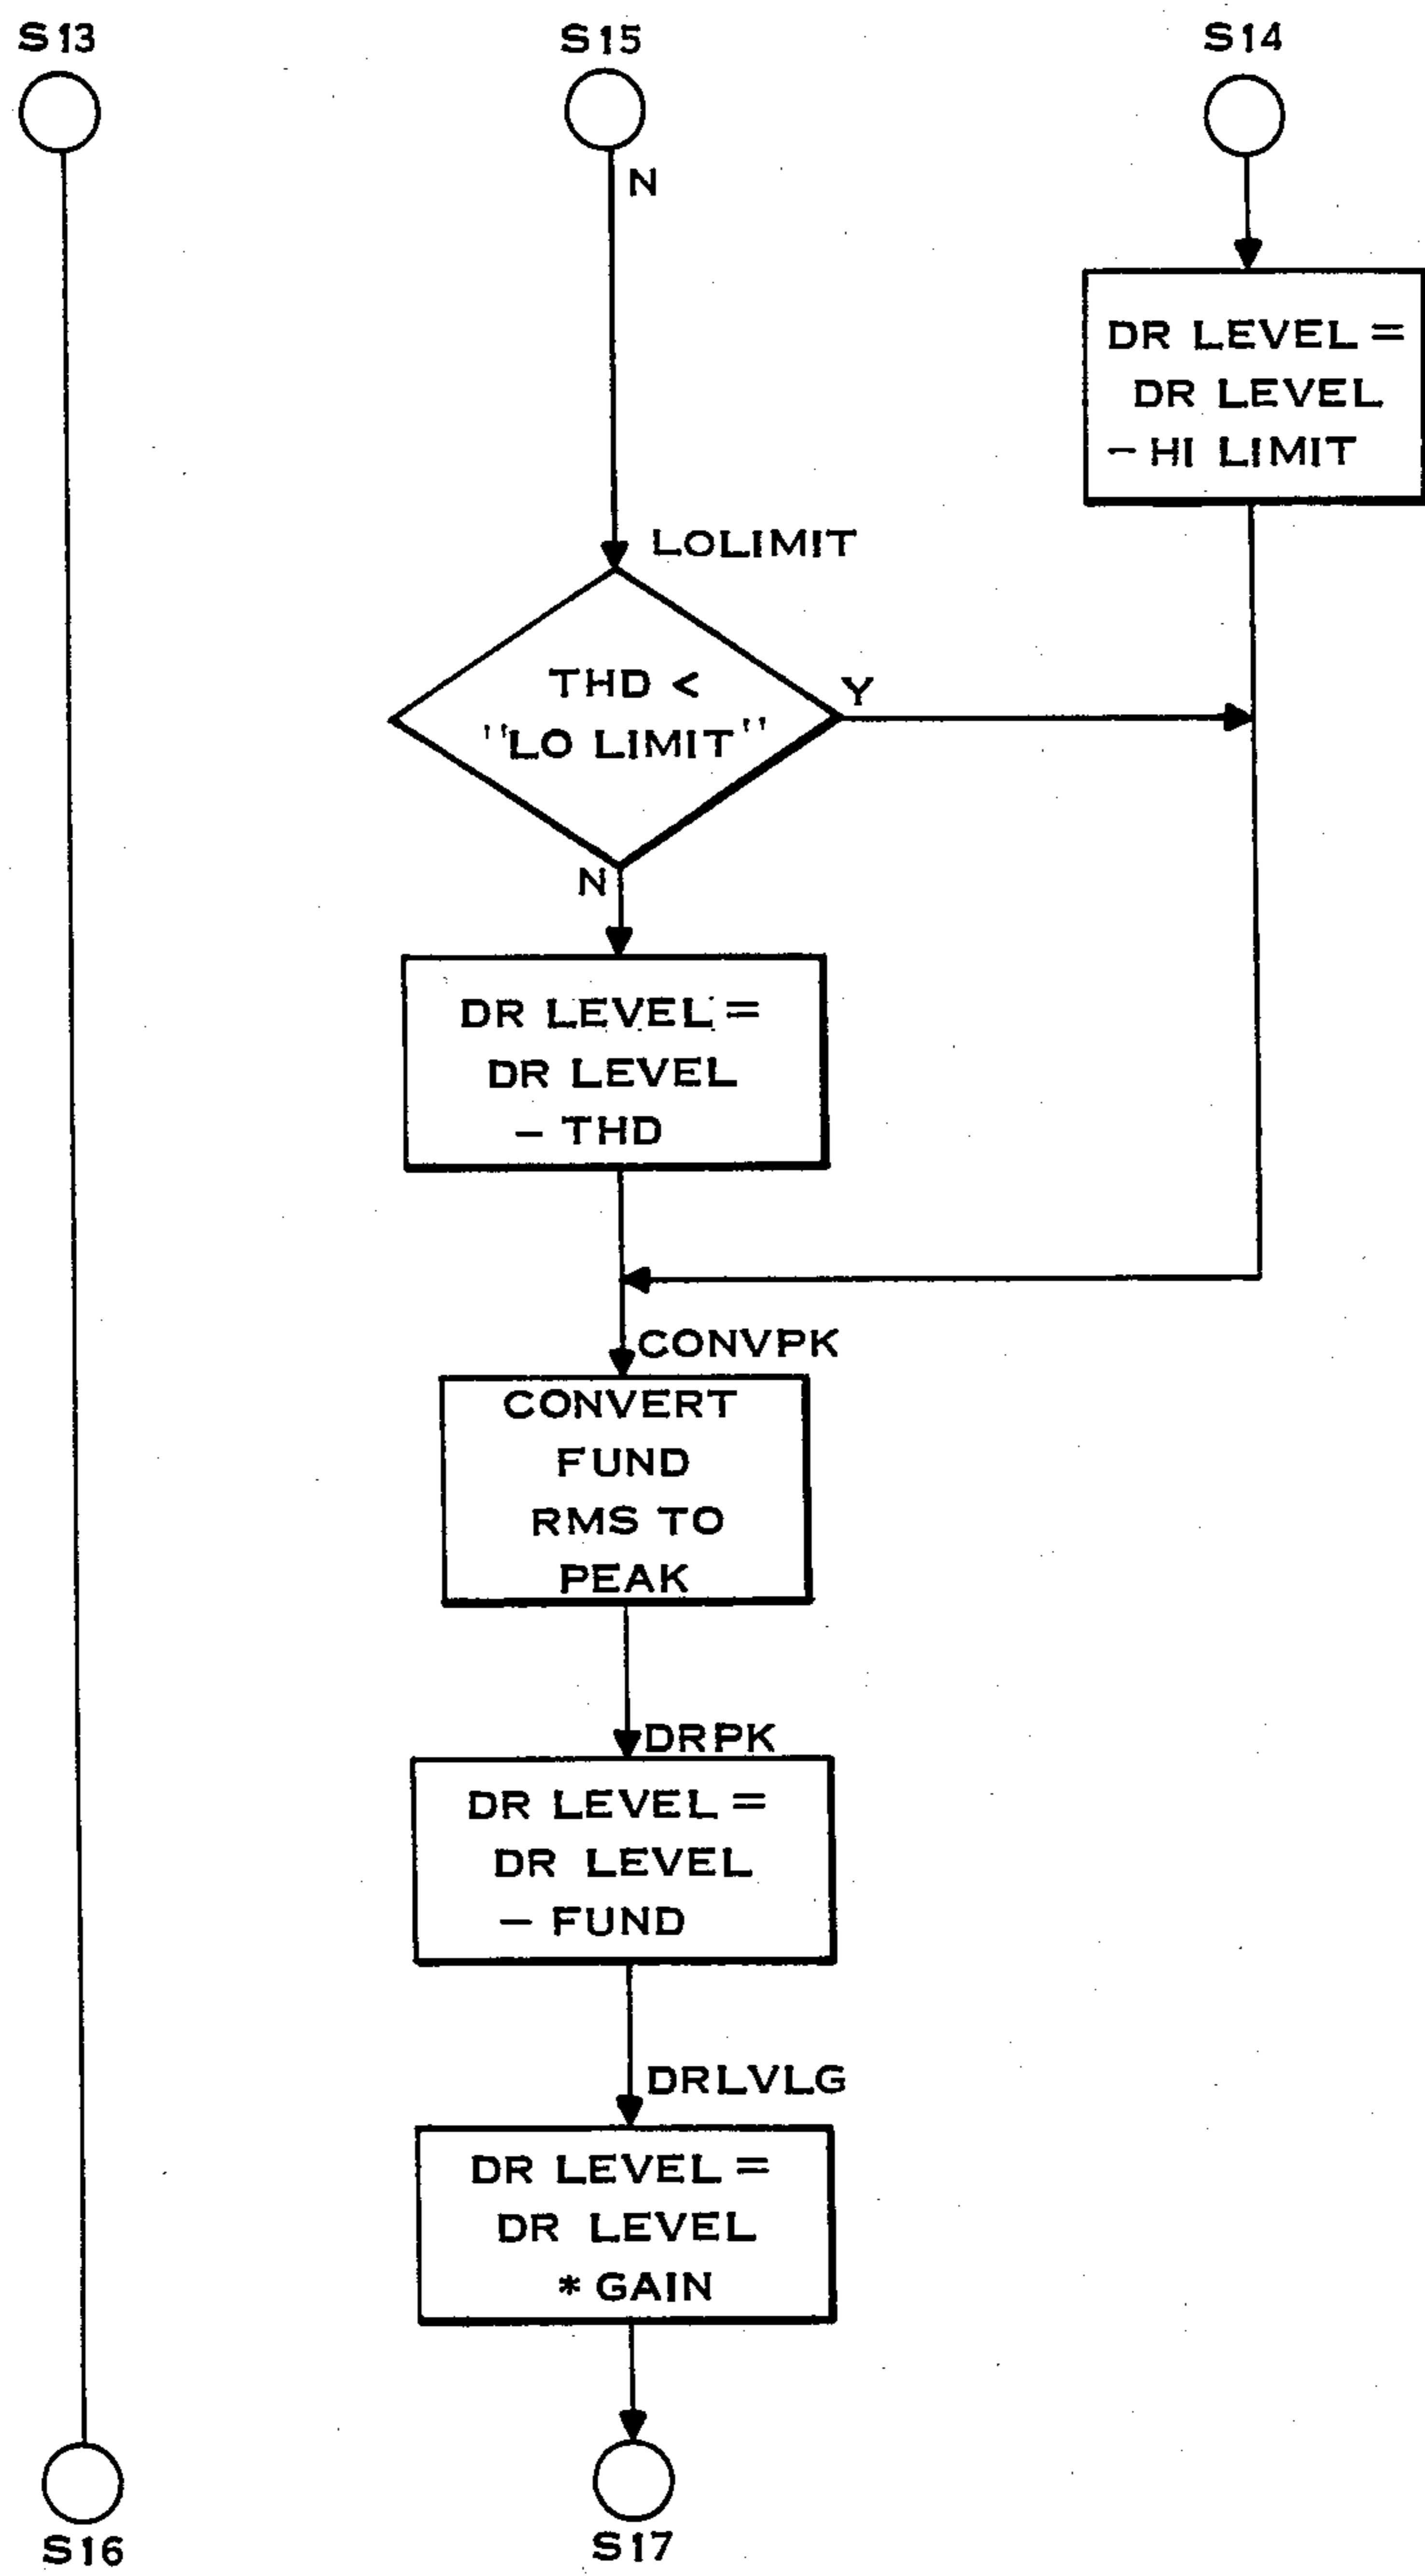 S13
S15
S14
N
DR LEVEL =
DR LEVEL
- HI LIMIT
LOLIMIT
THD <
"LO LIMIT"
Y
N
DR LEVEL =
DR LEVEL
- THD
CONVPK
CONVERT
FUND
RMS TO
PEAK
DRPK
DR LEVEL =
DR LEVEL
- FUND
DRLVLG
DR LEVEL =
DR LEVEL
* GAIN
S16
S17